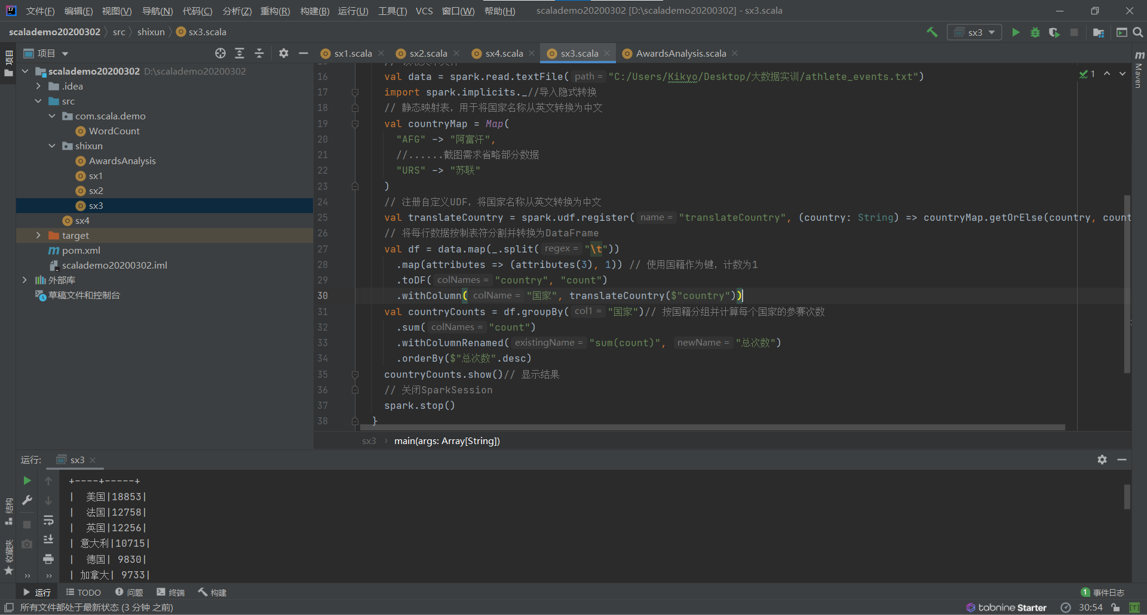 文件(F) 编辑(E) 视图(V) 导航(N) 代码(C) 分析(Z) 重构(R) 构建(B) 运行(U) 工具(T) VCS 窗口(W) 帮助(H) scalademo20200302 [D:\scalademo20200302] - sx3.scala
scalademo20200302 › src › shixun › sx3.scala
sx3
项目
sx1.scala
sx2.scala
sx4.scala
sx3.scala
AwardsAnalysis.scala
scalademo20200302 D:\scalademo20200302
.idea
src
com.scala.demo
WordCount
shixun
AwardsAnalysis
sx1
sx2
sx3
sx4
target
pom.xml
scalademo20200302.iml
外部库
草稿文件和控制台
16 val data = spark.read.textFile( path = "C:/Users/Kikyo/Desktop/大数据实训/athlete_events.txt")
17 import spark.implicits._//导入隐式转换
18 // 静态映射表，用于将国家名称从英文转换为中文
19 val countryMap = Map(
20 "AFG" -> "阿富汗",
21 //......截图需求省略部分数据
22 "URS" -> "苏联"
23 )
24 // 注册自定义UDF，将国家名称从英文转换为中文
25 val translateCountry = spark.udf.register( name = "translateCountry", (country: String) => countryMap.getOrElse(country, count
26 // 将每行数据按制表符分割并转换为DataFrame
27 val df = data.map(_.split( regex = "\t"))
28 .map(attributes => (attributes(3), 1)) // 使用国籍作为键，计数为1
29 .toDF( colNames = "country", "count")
30 .withColumn( colName = "国家", translateCountry($"country"))
31 val countryCounts = df.groupBy( col1 = "国家")// 按国籍分组并计算每个国家的参赛次数
32 .sum( colNames = "count")
33 .withColumnRenamed( existingName = "sum(count)", newName = "总次数")
34 .orderBy($"总次数".desc)
35 countryCounts.show()// 显示结果
36 // 关闭SparkSession
37 spark.stop()
38 }
1
Maven
sx3 › main(args: Array[String])
运行: sx3
+----+-----+
| 美国|18853|
| 法国|12758|
| 英国|12256|
| 意大利|10715|
| 德国| 9830|
| 加拿大| 9733|
结构
收藏夹
运行 TODO 问题 终端 构建 1 事件日志
所有文件都处于最新状态 (3 分钟 之前) tabnine Starter 30:54